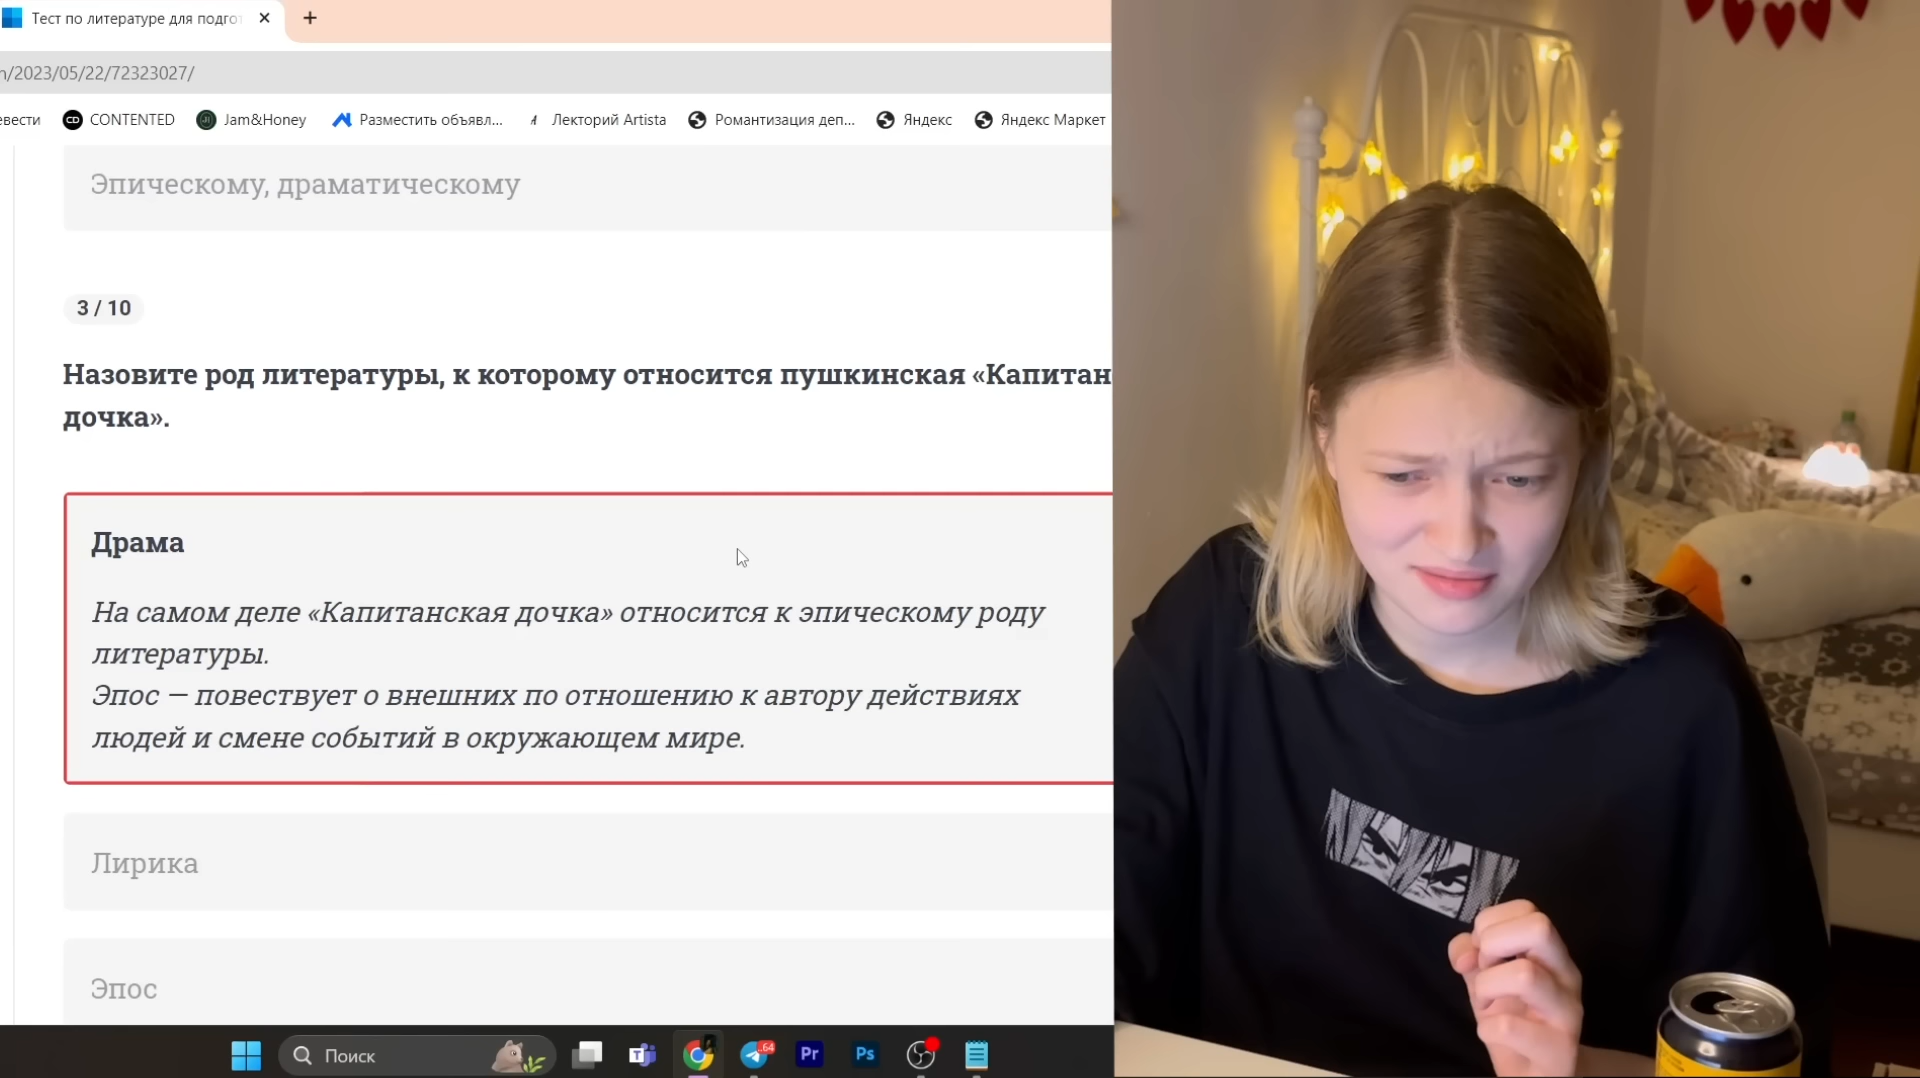 Тест по литературе для подго
/2023/05/22/72323027/
евести CONTENTED Jam&Honey Разместить объявл... Лекторий Artista Романтизация деп... Яндекс Яндекс Маркет
Эпическому, драматическому
3 / 10
Назовите род литературы, к которому относится пушкинская «Капитан
дочка».
Драма
На самом деле «Капитанская дочка» относится к эпическому роду
литературы.
Эпос — повествует о внешних по отношению к автору действиях
людей и смене событий в окружающем мире.
Лирика
Эпос
Поиск
64
Pr
Ps